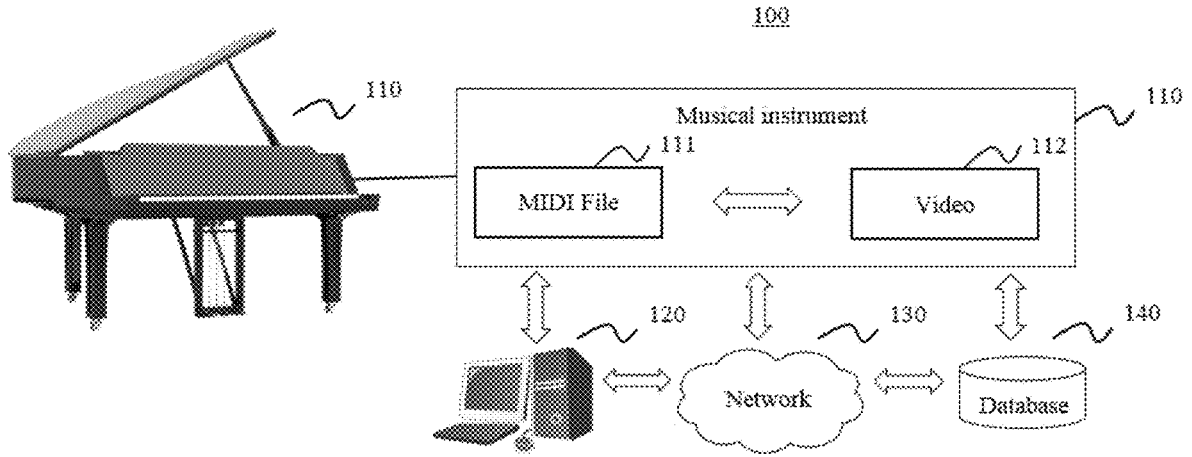 100
110
110
Musical instrument
111
112
MIDI File
Video
120
130
140
Network
Database